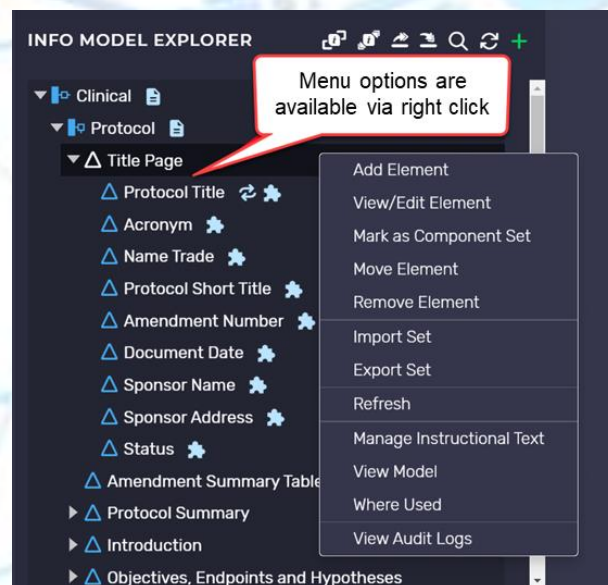 INFO MODEL EXPLORER
Menu options are
available via right click
Clinical
Protocol
Title Page
Protocol Title
Acronym
Name Trade
Protocol Short Title
Amendment Number
Document Date
Sponsor Name
Sponsor Address
Status
Amendment Summary Table
Protocol Summary
Introduction
Objectives, Endpoints and Hypotheses
Add Element
View/Edit Element
Mark as Component Set
Move Element
Remove Element
Import Set
Export Set
Refresh
Manage Instructional Text
View Model
Where Used
View Audit Logs